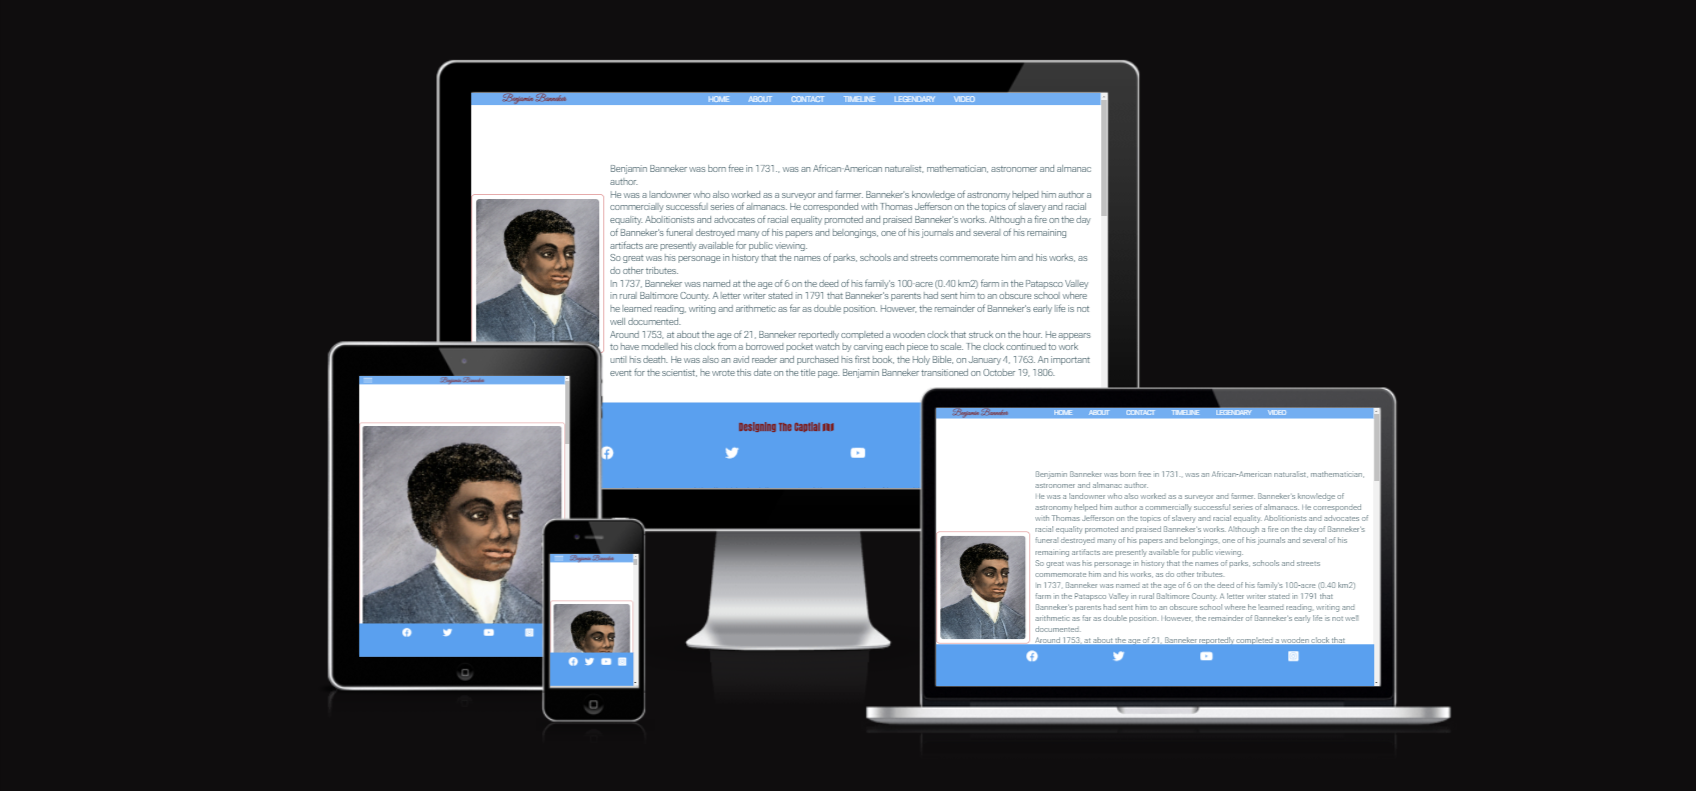 Benjamin Banneker
HOME ABOUT CONTACT TIMELINE LEGENDARY VIDEO
Benjamin Banneker was born free in 1731., was an African-American naturalist, mathematician, astronomer and almanac
author.
He was a landowner who also worked as a surveyor and farmer. Banneker's knowledge of astronomy helped him author a
commercially successful series of almanacs. He corresponded with Thomas Jefferson on the topics of slavery and racial
equality. Abolitionists and advocates of racial equality promoted and praised Banneker's works. Although a fire on the day
of Banneker's funeral destroyed many of his papers and belongings, one of his journals and several of his remaining
artifacts are presently available for public viewing.
So great was his personage in history that the names of parks, schools and streets commemorate him and his works, as
do other tributes.
In 1737, Banneker was named at the age of 6 on the deed of his family's 100-acre (0.40 km2) farm in the Patapsco Valley
in rural Baltimore County. A letter writer stated in 1791 that Banneker's parents had sent him to an obscure school where
he learned reading, writing and arithmetic as far as double position. However, the remainder of Banneker's early life is not
well documented.
Around 1753, at about the age of 21, Banneker reportedly completed a wooden clock that struck on the hour. He appears
to have modelled his clock from a borrowed pocket watch by carving each piece to scale. The clock continued to work
until his death. He was also an avid reader and purchased his first book, the Holy Bible, on January 4, 1763. An important
event for the scientist, he wrote this date on the title page. Benjamin Banneker transitioned on October 19, 1806.
Designing The Captial
Benjamin Banneker
Benjamin Banneker
Benjamin Banneker
HOME ABOUT CONTACT TIMELINE LEGENDARY VIDEO
Benjamin Banneker was born free in 1731., was an African-American naturalist, mathematician,
astronomer and almanac author.
He was a landowner who also worked as a surveyor and farmer. Banneker's knowledge of
astronomy helped him author a commercially successful series of almanacs. He corresponded
with Thomas Jefferson on the topics of slavery and racial equality. Abolitionists and advocates of
racial equality promoted and praised Banneker's works. Although a fire on the day of Banneker's
funeral destroyed many of his papers and belongings, one of his journals and several of his
remaining artifacts are presently available for public viewing.
So great was his personage in history that the names of parks, schools and streets
commemorate him and his works, as do other tributes.
In 1737, Banneker was named at the age of 6 on the deed of his family's 100-acre (0.40 km2)
farm in the Patapsco Valley in rural Baltimore County. A letter writer stated in 1791 that
Banneker's parents had sent him to an obscure school where he learned reading, writing and
arithmetic as far as double position. However, the remainder of Banneker's early life is not well
documented.
Around 1753, at about the age of 21, Banneker reportedly completed a wooden clock that